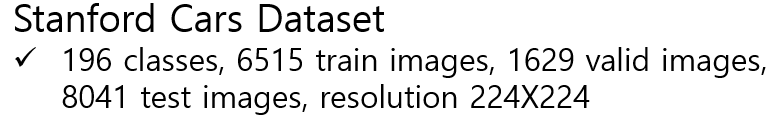 Stanford Cars Dataset
✓ 196 classes, 6515 train images, 1629 valid images,
8041 test images, resolution 224X224